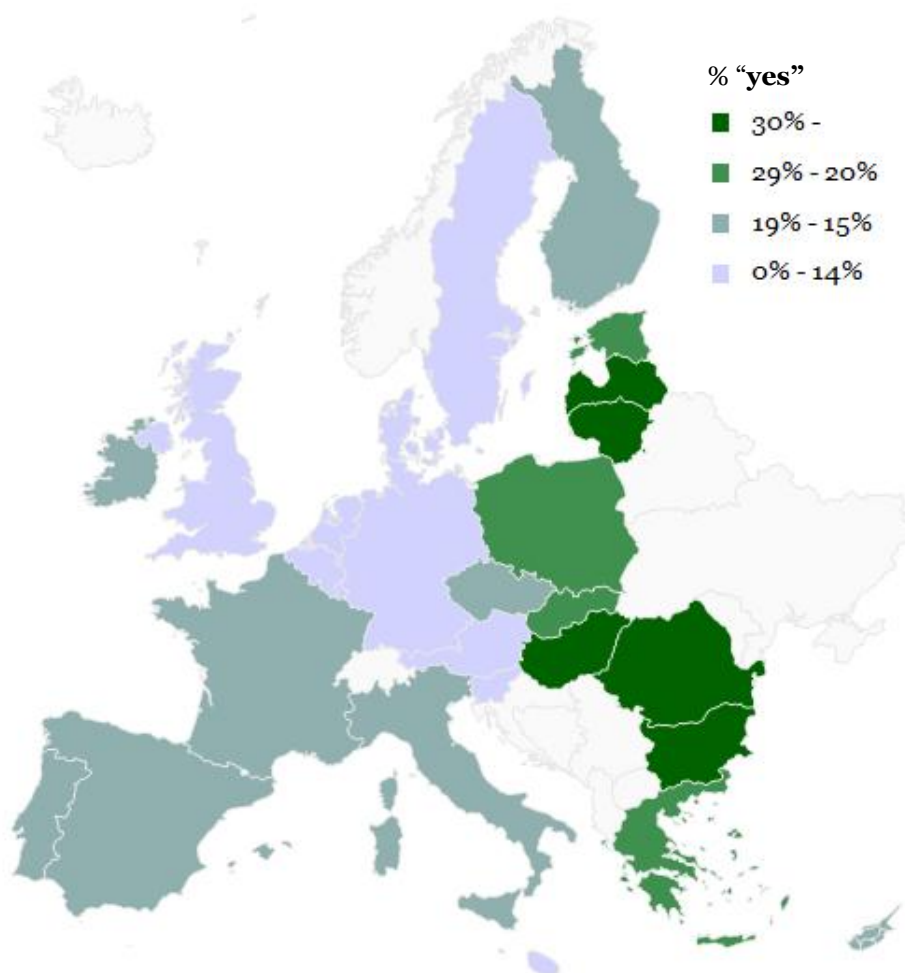 % “yes”
30% -
29% - 20%
19% - 15%
0% - 14%